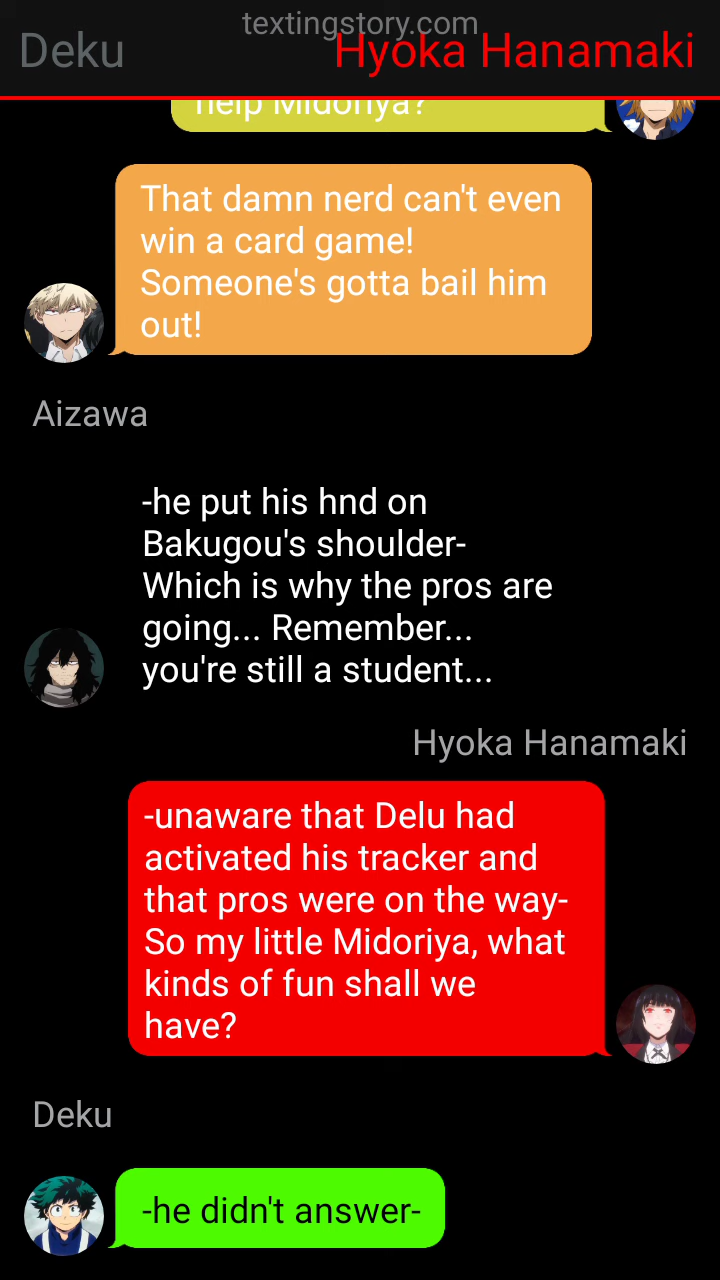 textingstory.com
Deku
Hyoka Hanamaki
help Midoriya?
That damn nerd can't even
win a card game!
Someone's gotta bail him
out!
Aizawa
-he put his hnd on
Bakugou's shoulder-
Which is why the pros are
going... Remember...
you're still a student...
Hyoka Hanamaki
-unaware that Delu had
activated his tracker and
that pros were on the way-
So my little Midoriya, what
kinds of fun shall we
have?
Deku
-he didn't answer-